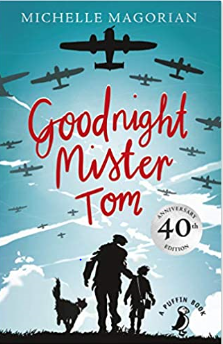 MICHELLE MAGORIAN
Goodnight
Mister
Tom
ANNIVERSARY
40th
EDITION
A PUFFIN BOOK